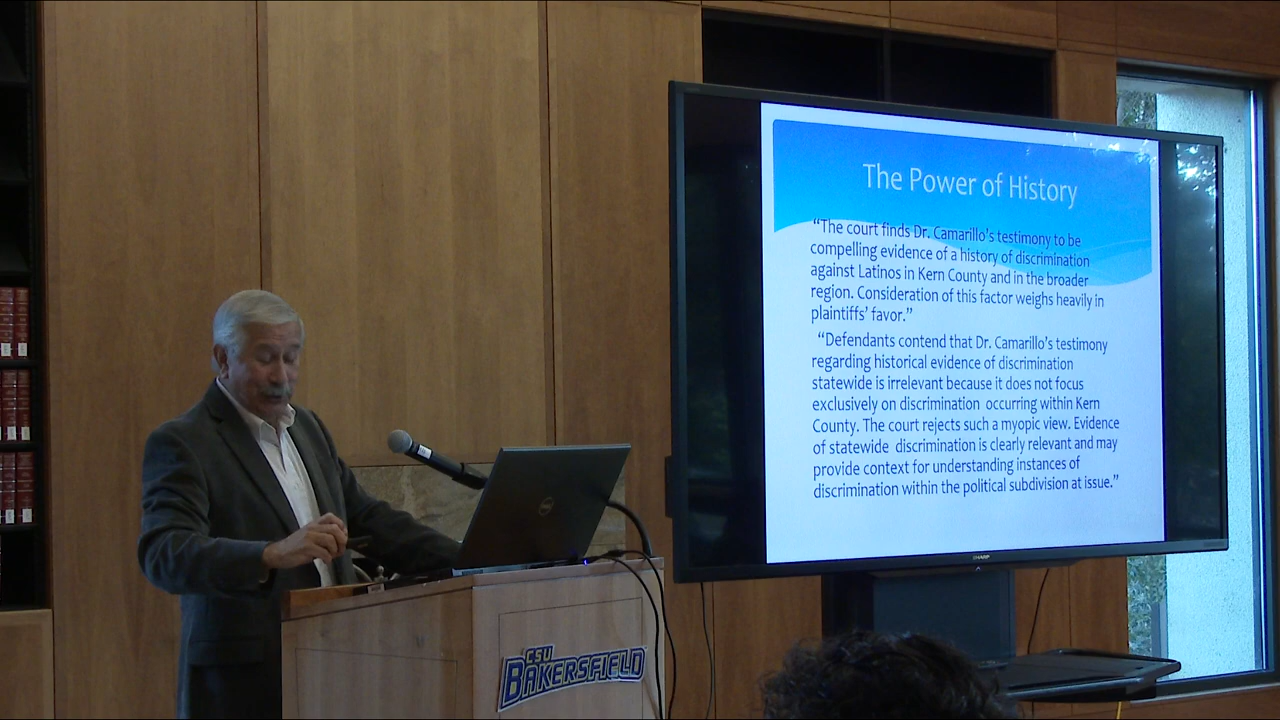 The Power of History
“The court finds Dr. Camarillo’s testimony to be
compelling evidence of a history of discrimination
against Latinos in Kern County and in the broader
region. Consideration of this factor weighs heavily in
plaintiffs’ favor.”
“Defendants contend that Dr. Camarillo’s testimony
regarding historical evidence of discrimination
statewide is irrelevant because it does not focus
exclusively on discrimination occurring within Kern
County. The court rejects such a myopic view. Evidence
of statewide discrimination is clearly relevant and may
provide context for understanding instances of
discrimination within the political subdivision at issue.”
SHARP
DELL
CSU
BAKERSFIELD